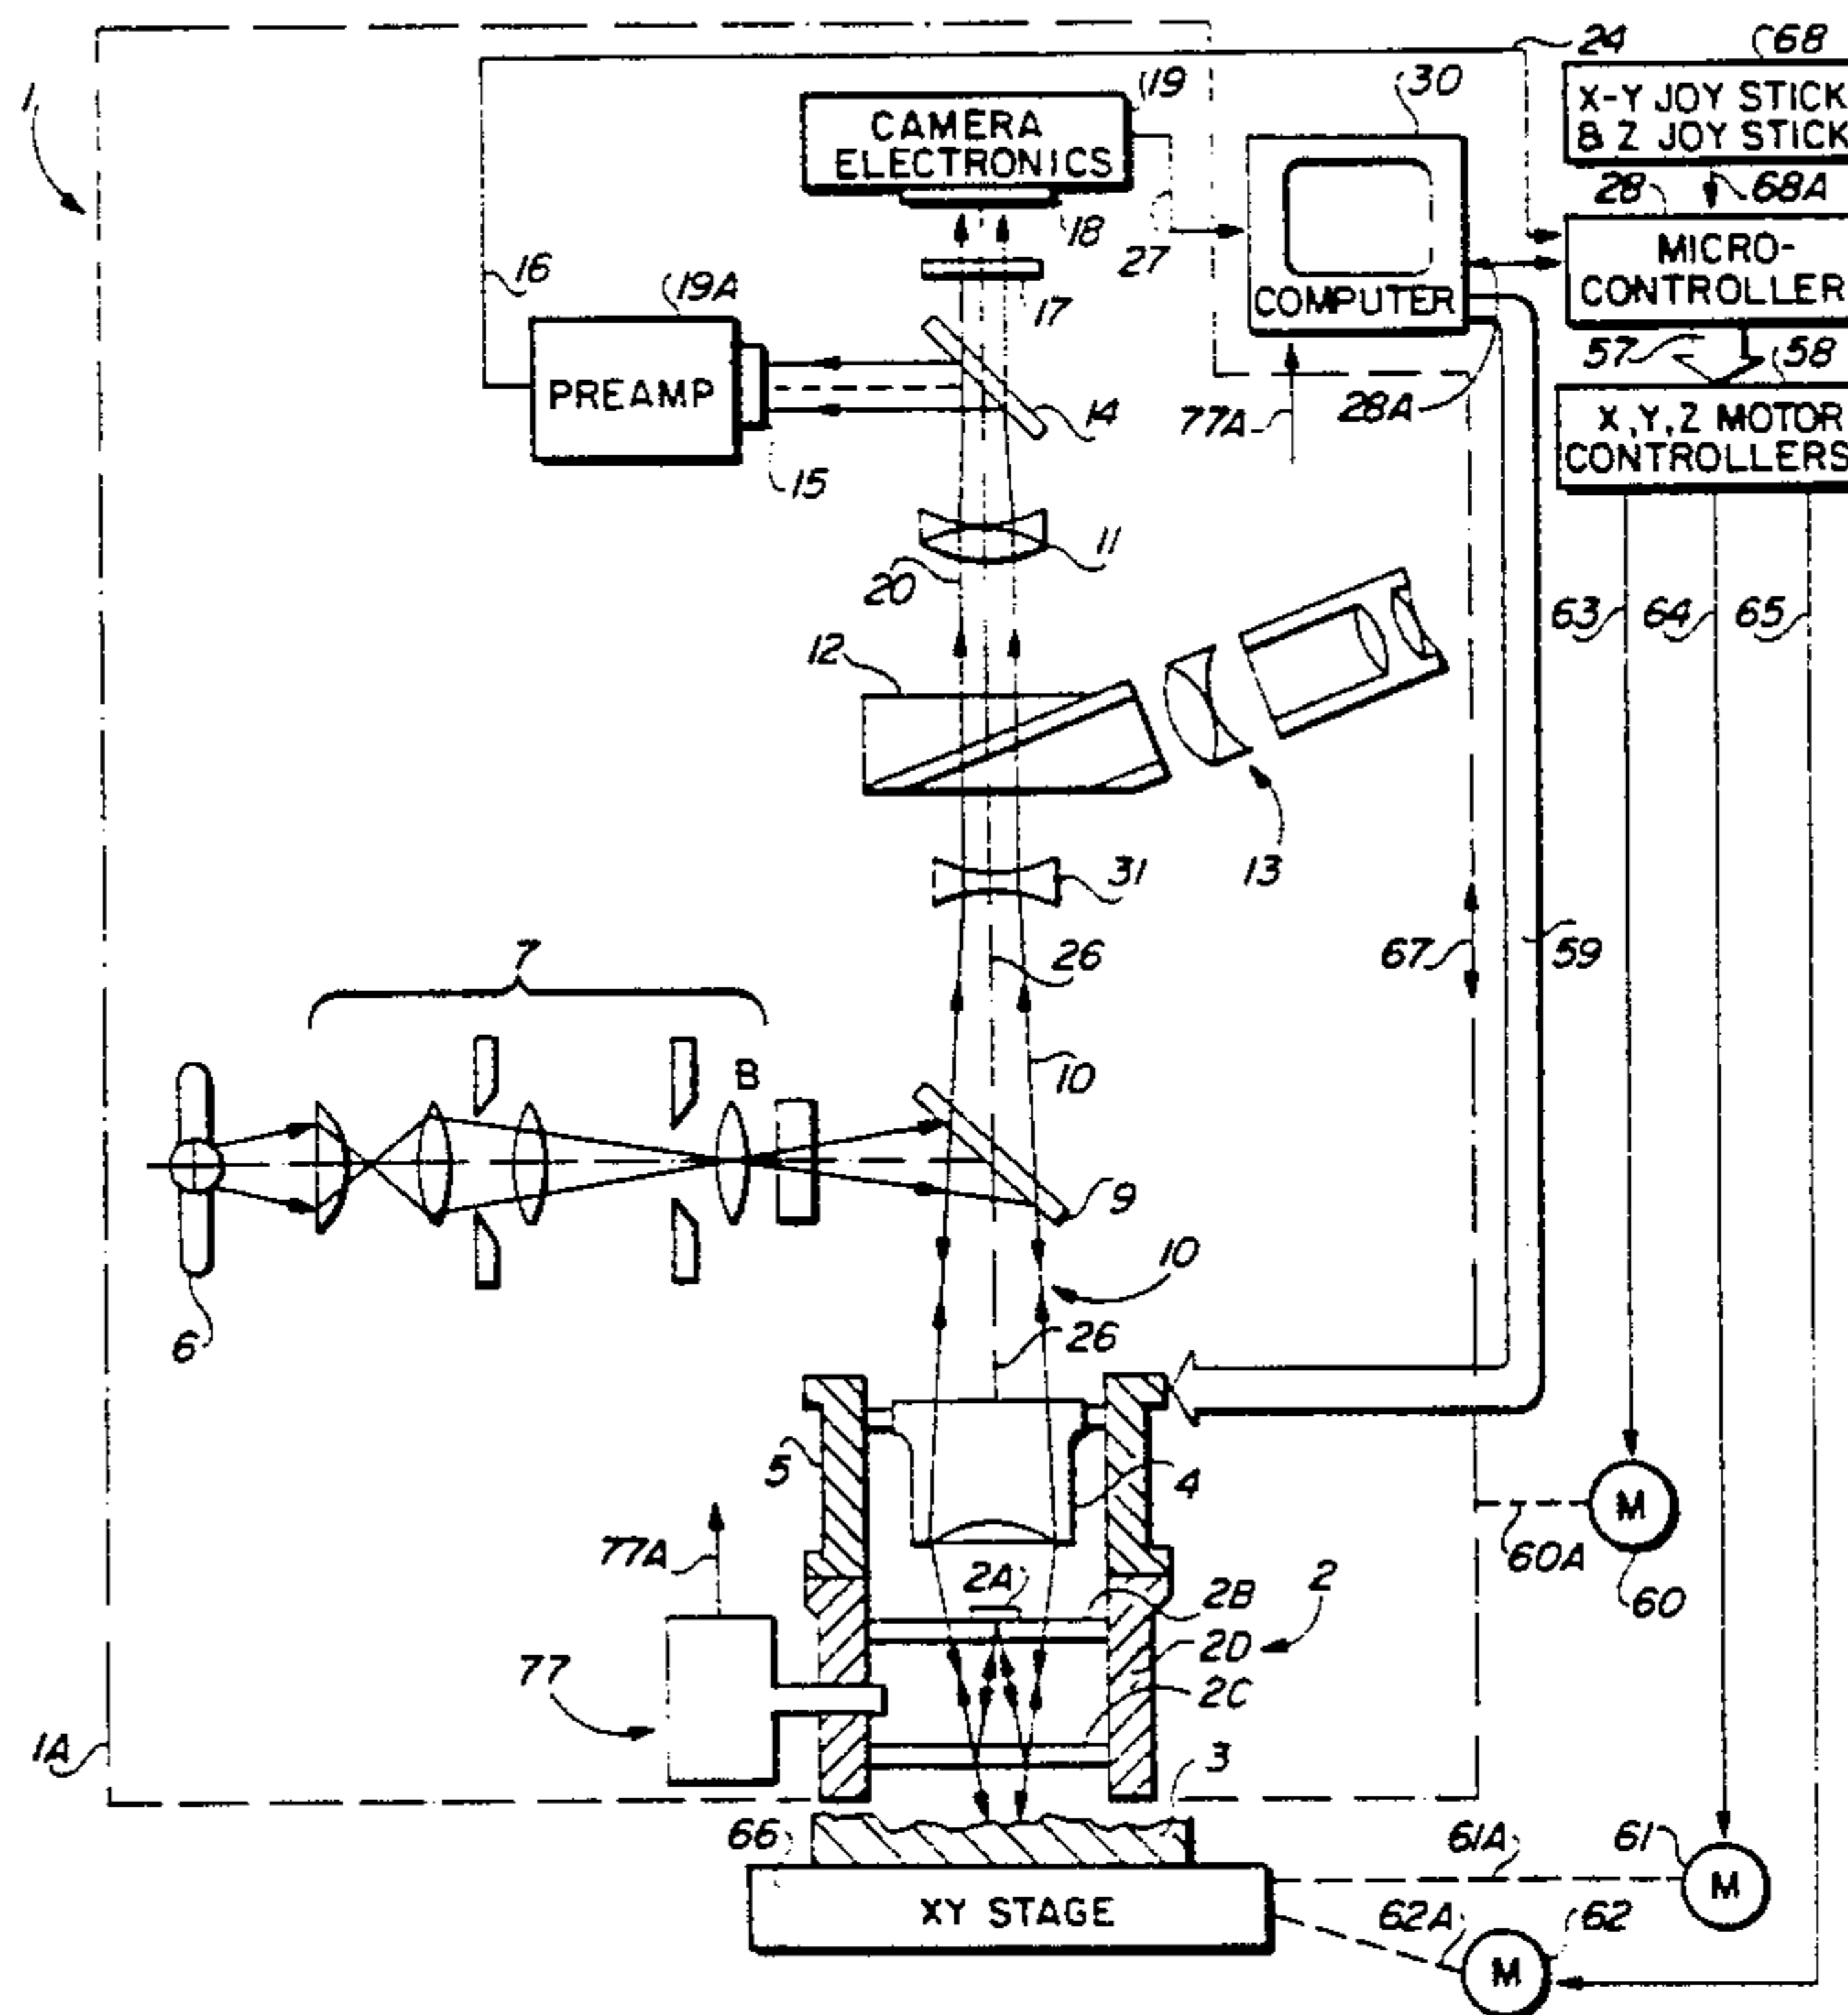 24
68
1
19
30
X-Y JOY STICK
& Z JOY STICK
CAMERA
ELECTRONICS
28
68A
18
MICRO-
CONTROLLER
16
27
19A
17
COMPUTER
57
58
PREAMP
14
77A
28A
X,Y,Z MOTOR
CONTROLLERS
15
11
20
63
64
65
12
13
31
7
26
67
59
8
10
9
10
6
26
5
4
M
77A
60A
2A
2B
2
60
77
2D
2C
1A
3
66
61A
61
M
XY STAGE
62A
62
M